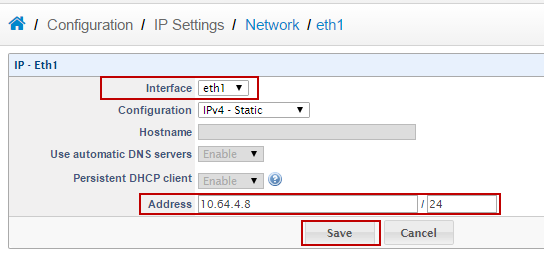 / Configuration / IP Settings / Network / eth1
IP - Eth1
Interface eth1
Configuration IPv4 - Static
Hostname
Use automatic DNS servers Enable
Persistent DHCP client Enable ?
Address 10.64.4.8 / 24
Save Cancel